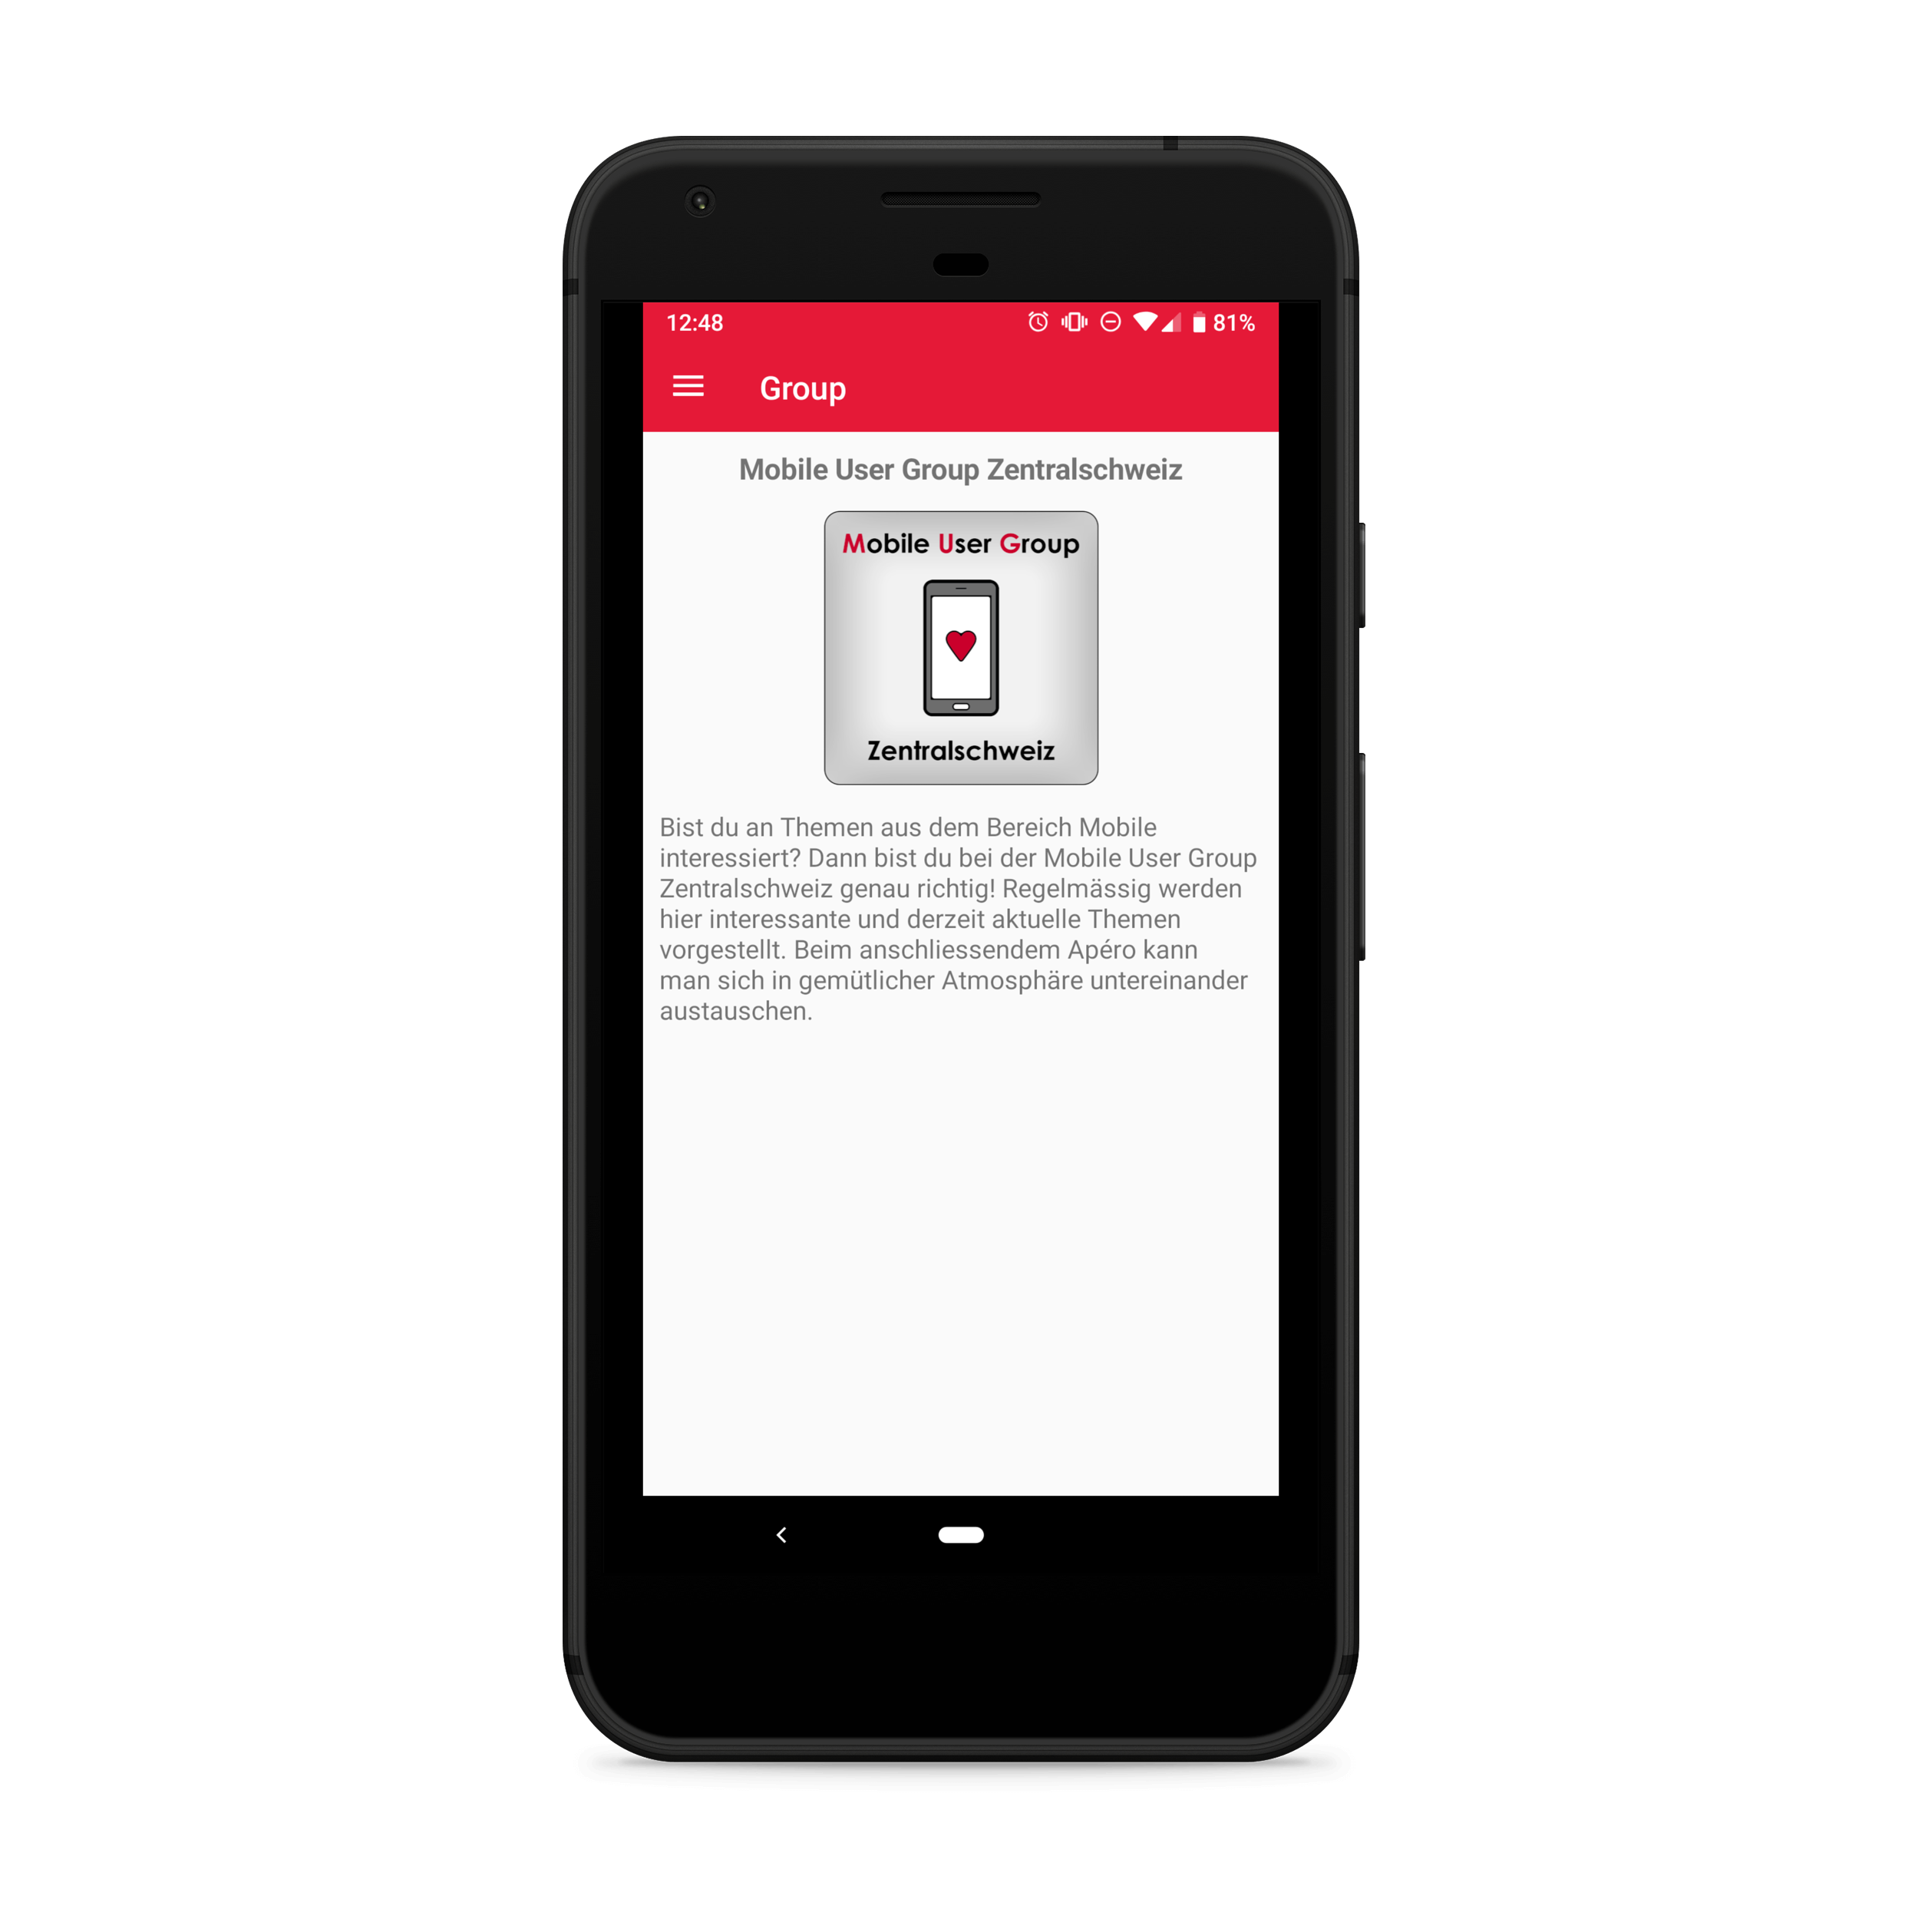 12:48 81%
Group
Mobile User Group Zentralschweiz
Mobile User Group
Zentralschweiz
Bist du an Themen aus dem Bereich Mobile
interessiert? Dann bist du bei der Mobile User Group
Zentralschweiz genau richtig! Regelmässig werden
hier interessante und derzeit aktuelle Themen
vorgestellt. Beim anschliessendem Apéro kann
man sich in gemütlicher Atmosphäre untereinander
austauschen.